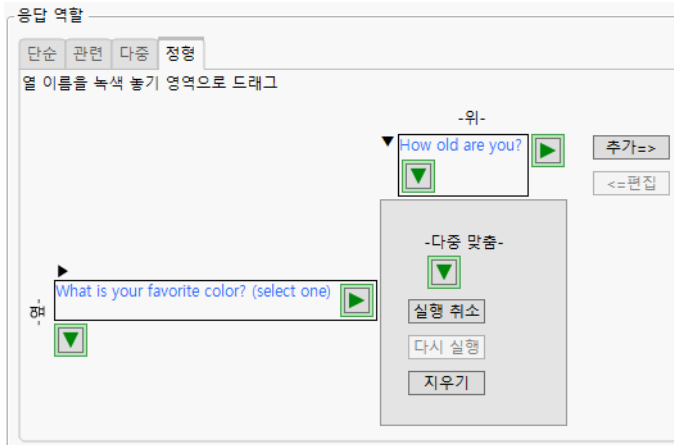 응답 역할
단순 관련 다중 정형
열 이름을 녹색 놓기 영역으로 드래그
-위-
How old are you?
추가=>
<=편집
-다중 맞춤-
What is your favorite color? (select one)
-옆-
실행 취소
다시 실행
지우기